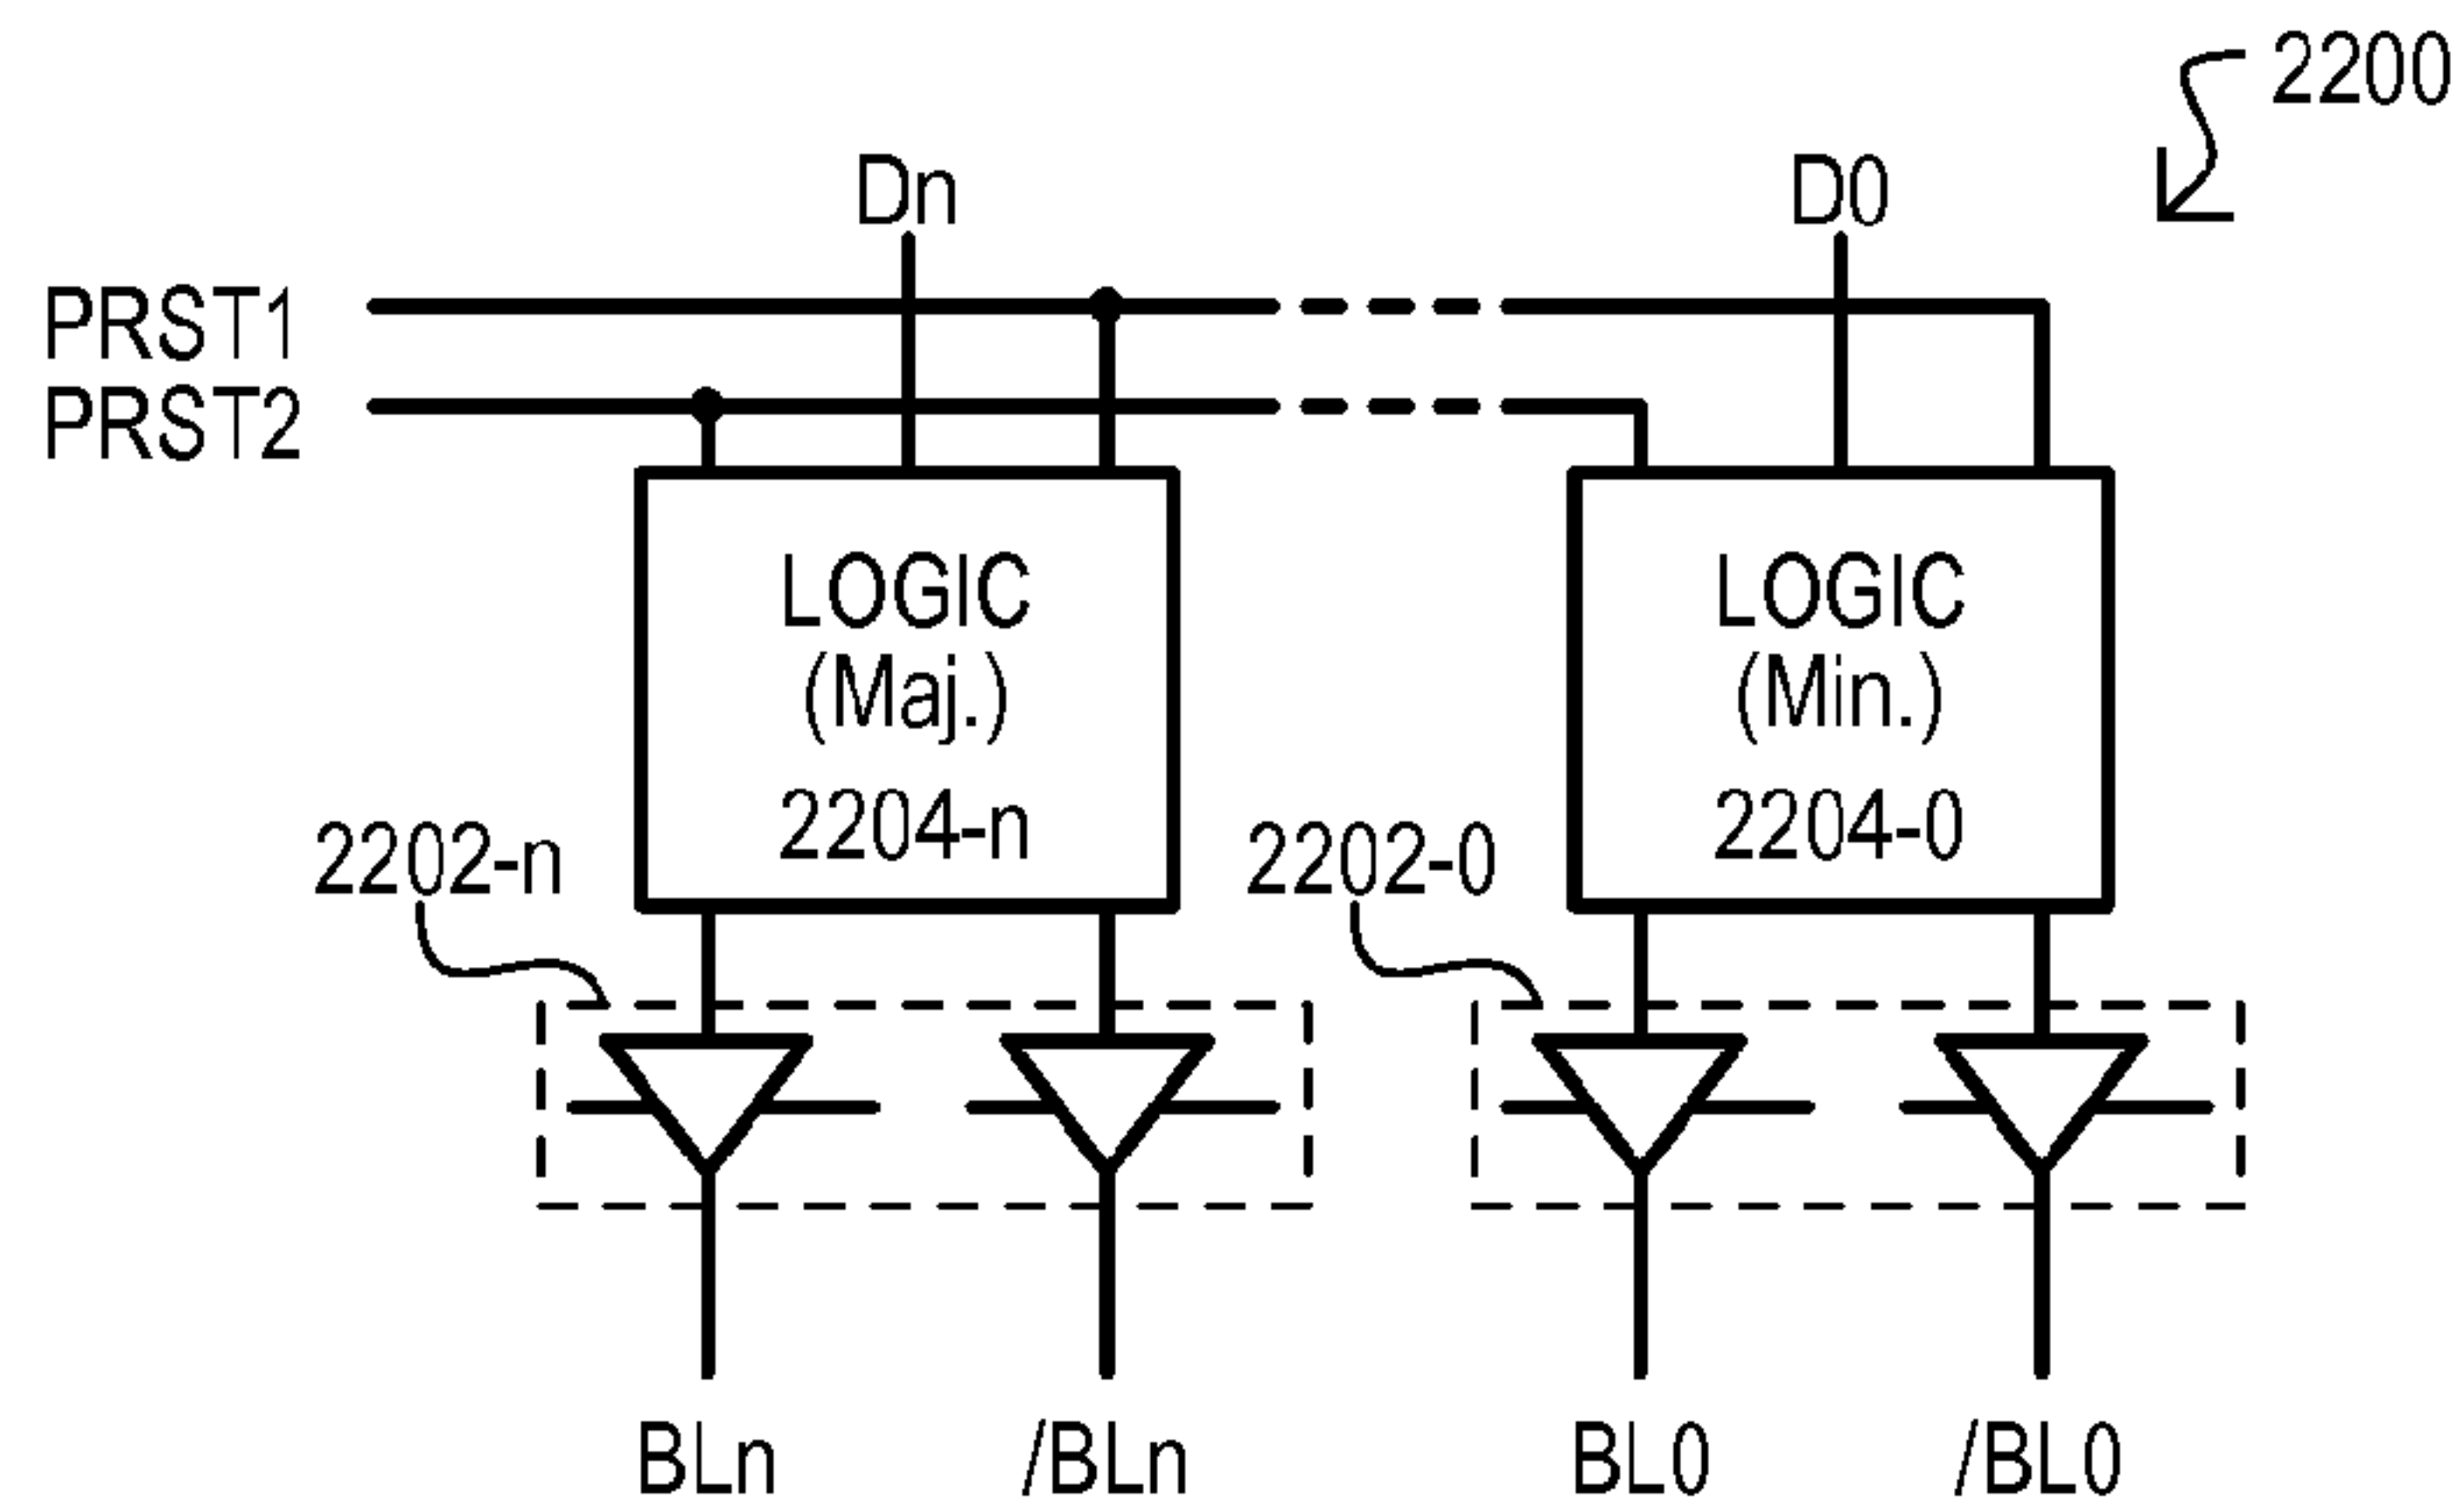 2200
Dn
D0
PRST1
PRST2
LOGIC
(Maj.)
2204-n
LOGIC
(Min.)
2204-0
2202-n
2202-0
BLn
/BLn
BL0
/BL0